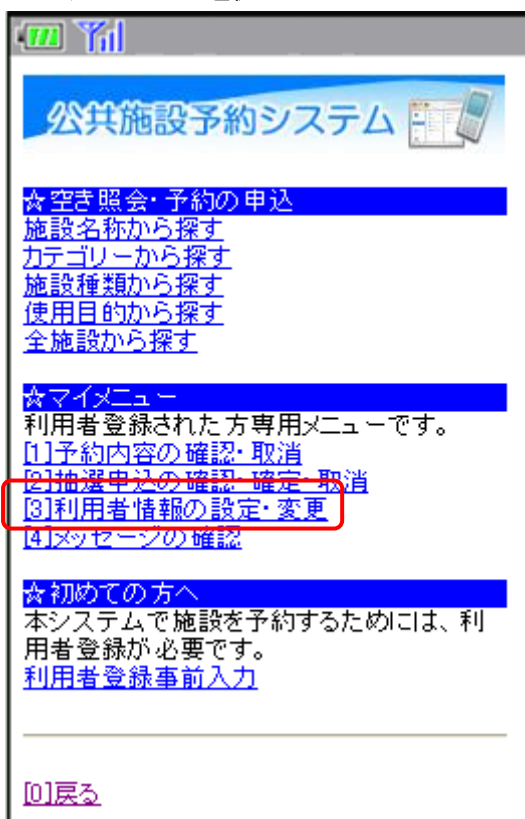 公共施設予約システム
☆空き照会・予約の申込
施設名称から探す
カテゴリーから探す
施設種類から探す
使用目的から探す
全施設から探す
☆マイメニュー
利用者登録された方専用メニューです。
[1]予約内容の確認・取消
[2]抽選申込の確認・確定・取消
[3]利用者情報の設定・変更
[4]メッセージの確認
☆初めての方へ
本システムで施設を予約するためには、利
用者登録が必要です。
利用者登録事前入力
[0]戻る